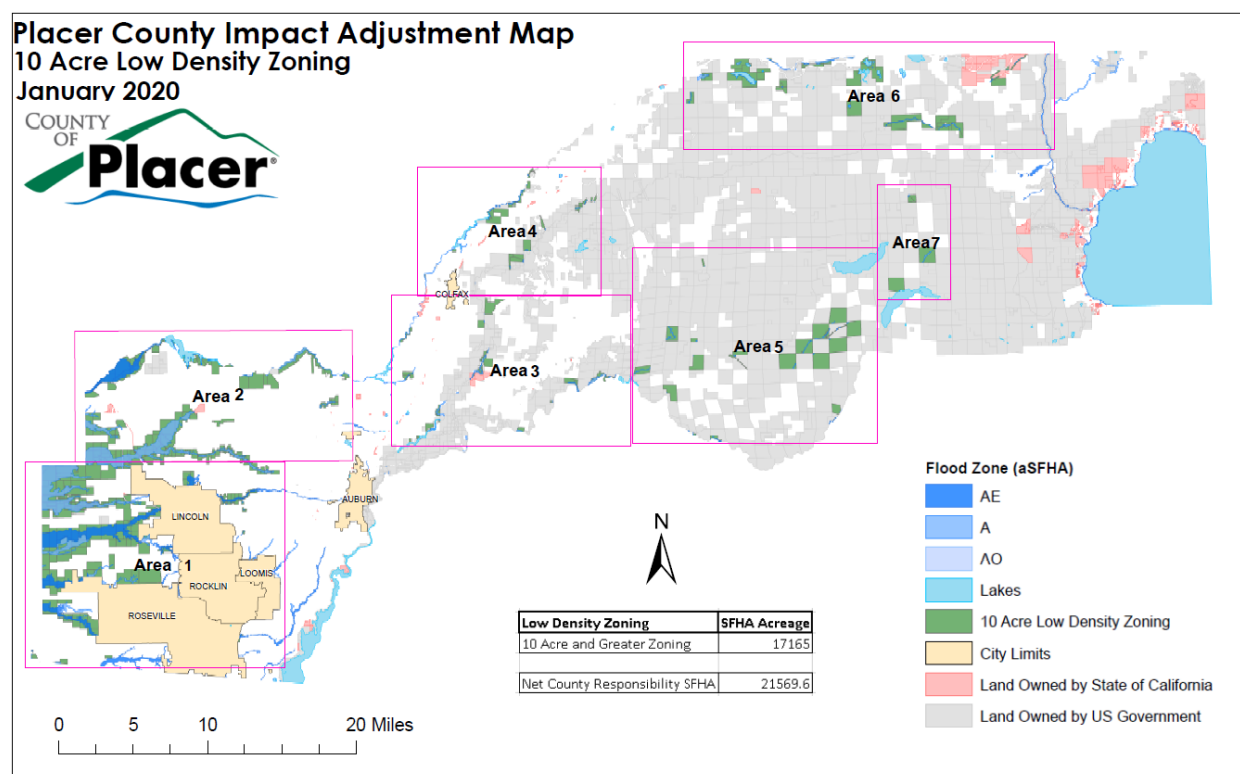 Placer County Impact Adjustment Map
10 Acre Low Density Zoning
January 2020
COUNTY
OF
Placer®
Area 6
Area 4
Area 7
COLFAX
Area 5
Area 3
Area 2
AUBURN
LINCOLN
Area 1
LOOMIS
ROCKLIN
ROSEVILLE
N
Low Density Zoning SFHA Acreage
10 Acre and Greater Zoning 17165
Net County Responsibility SFHA 21569.6
Flood Zone (aSFHA)
AE
A
AO
Lakes
10 Acre Low Density Zoning
City Limits
Land Owned by State of California
Land Owned by US Government
0 5 10 20 Miles